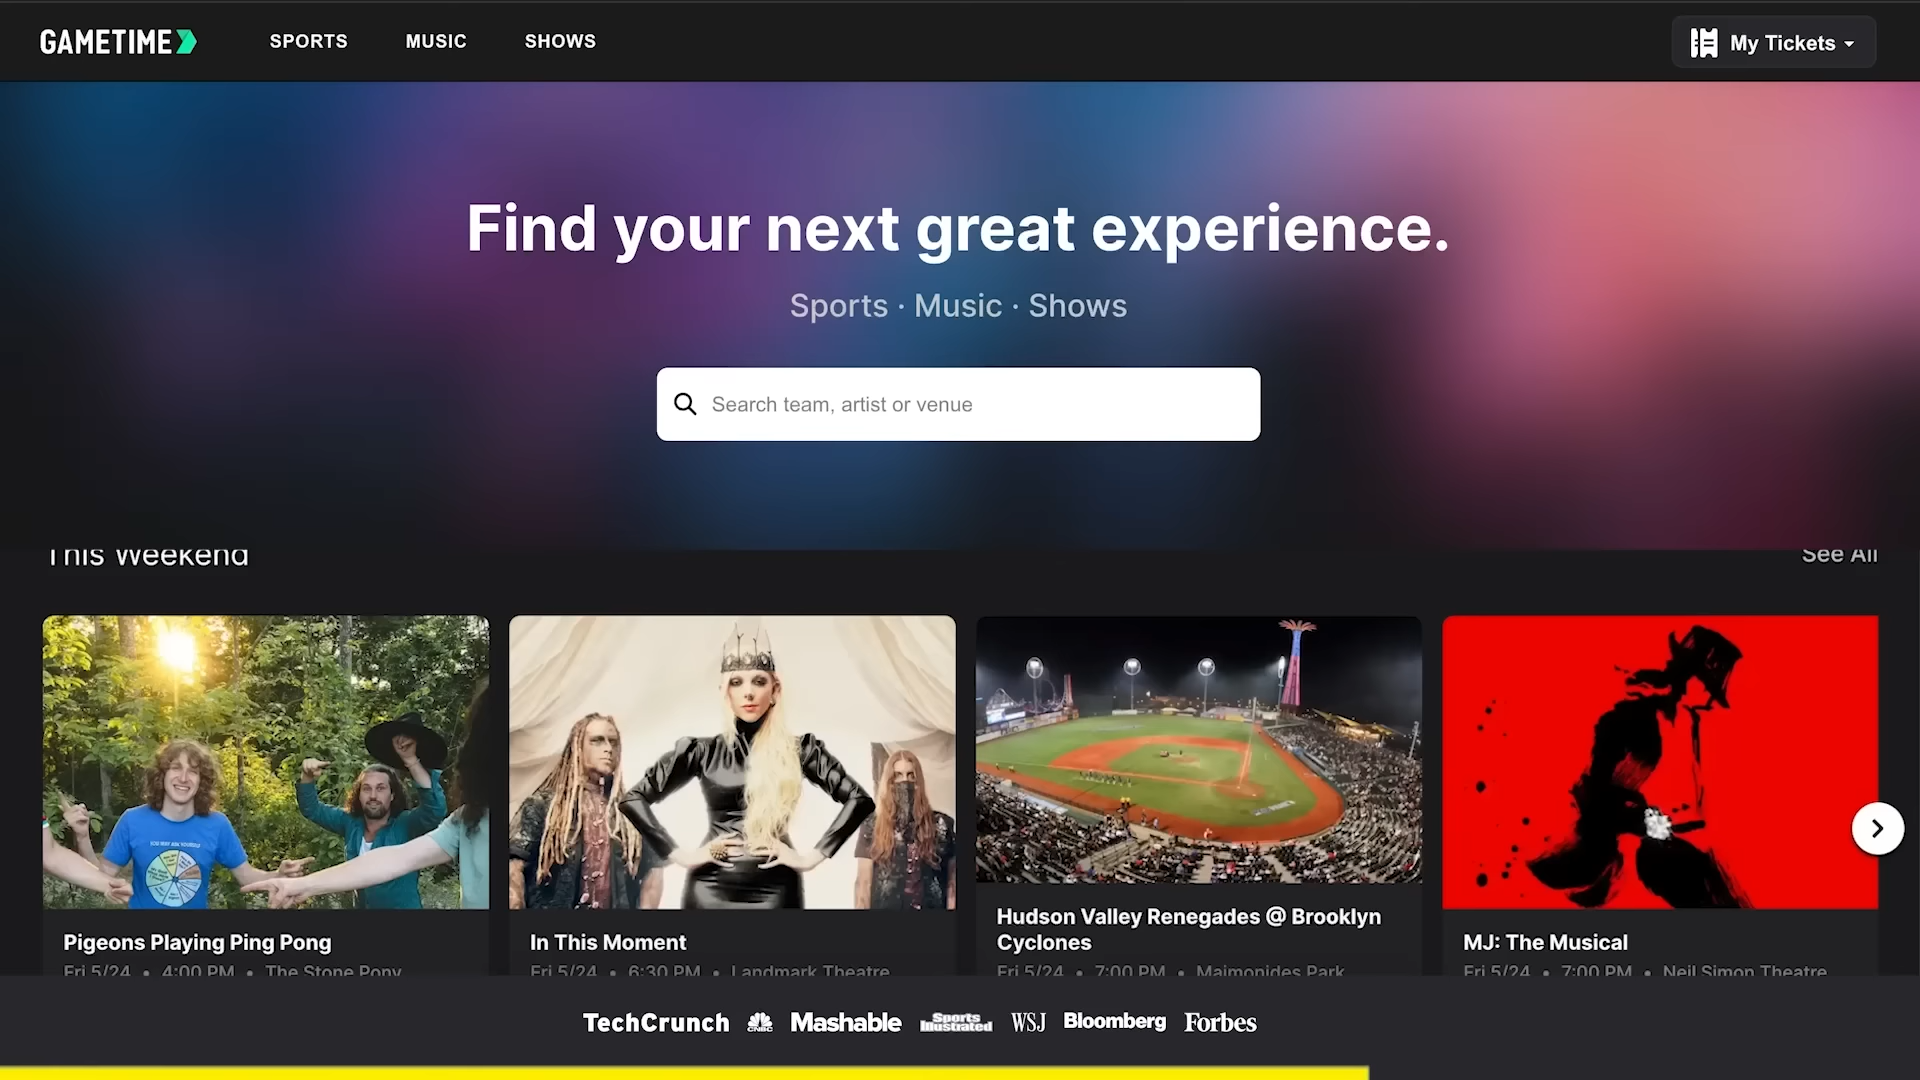 GAMETIME
SPORTS
MUSIC
SHOWS
My Tickets
Find your next great experience.
Sports · Music · Shows
Search team, artist or venue
This Weekend
See All
Pigeons Playing Ping Pong
Fri 5/24 • 4:00 PM • The Stone Pony
In This Moment
Fri 5/24 • 6:30 PM • Landmark Theatre
Hudson Valley Renegades @ Brooklyn
Cyclones
Fri 5/24 • 7:00 PM • Maimonides Park
MJ: The Musical
Fri 5/24 • 7:00 PM • Neil Simon Theatre
TechCrunch
CNBC
Mashable
Sports
Illustrated
WSJ
Bloomberg
Forbes